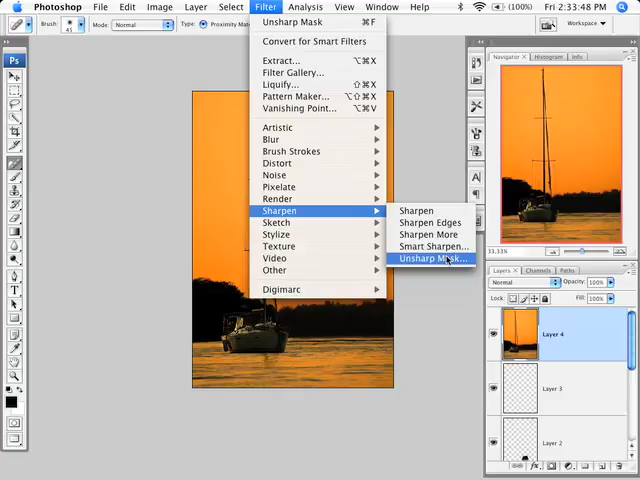 Photoshop File Edit Image Layer Select Filter Analysis View Window Help (100%) Fri 2:33:48 PM
Brush: 45 Mode: Normal Type: Proximity Ma Workspace
Unsharp Mask ⌘F
Convert for Smart Filters
Extract... ⌥⌘X
Filter Gallery...
Liquify... ⇧⌘X
Pattern Maker... ⌥⇧⌘X
Vanishing Point... ⌥⌘V
Artistic
Blur
Brush Strokes
Distort
Noise
Pixelate
Render
Sharpen
Sketch
Stylize
Texture
Video
Other
Digimarc
Sharpen
Sharpen Edges
Sharpen More
Smart Sharpen...
Unsharp Mask...
Ps
Navigator Histogram Info
33.33%
Layers Channels Paths
Normal Opacity: 100%
Lock: Fill: 100%
Layer 4
Layer 3
Layer 2